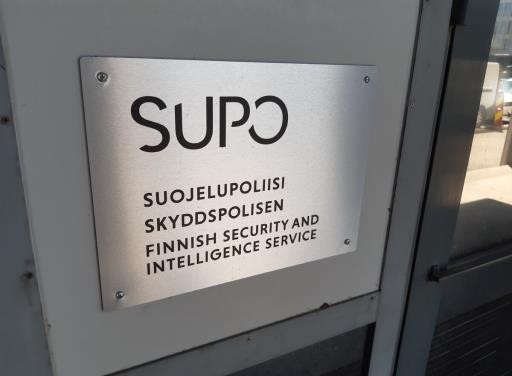 SUPO
SUOJELUPOLIISI
SKYDDSPOLISEN
FINNISH SECURITY AND
INTELLIGENCE SERVICE